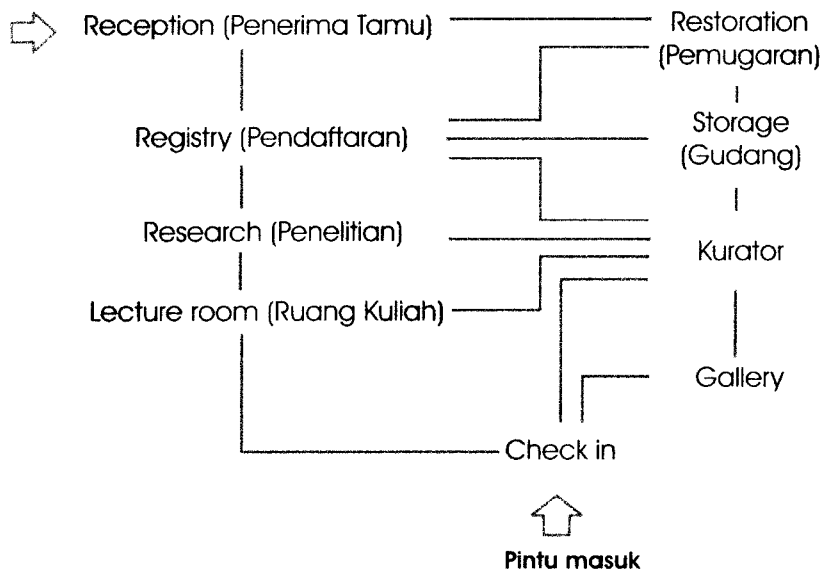 Reception (Penerima Tamu)
Restoration
(Pemugaran)
Registry (Pendaftaran)
Storage
(Gudang)
Research (Penelitian)
Kurator
Lecture room (Ruang Kuliah)
Gallery
Check in
Pintu masuk